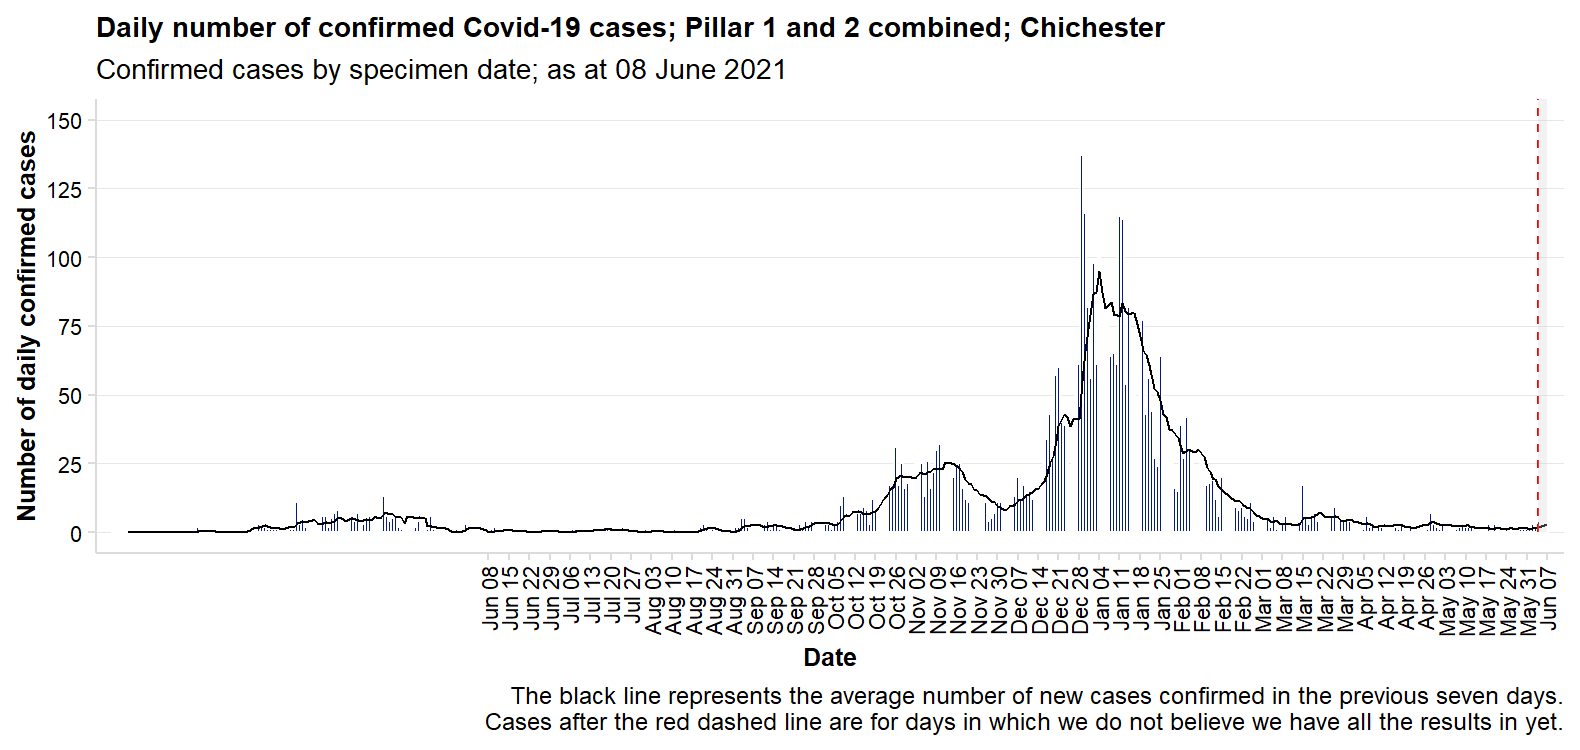 Daily number of confirmed Covid-19 cases; Pillar 1 and 2 combined; Chichester
Confirmed cases by specimen date; as at 08 June 2021
Number of daily confirmed cases
150
125
100
75
50
25
0
Jun 08
Jun 15
Jun 22
Jun 29
Jul 06
Jul 13
Jul 20
Jul 27
Aug 03
Aug 10
Aug 17
Aug 24
Aug 31
Sep 07
Sep 14
Sep 21
Sep 28
Oct 05
Oct 12
Oct 19
Oct 26
Nov 02
Nov 09
Nov 16
Nov 23
Nov 30
Dec 07
Dec 14
Dec 21
Dec 28
Jan 04
Jan 11
Jan 18
Jan 25
Feb 01
Feb 08
Feb 15
Feb 22
Mar 01
Mar 08
Mar 15
Mar 22
Mar 29
Apr 05
Apr 12
Apr 19
Apr 26
May 03
May 10
May 17
May 24
May 31
Jun 07
Date
The black line represents the average number of new cases confirmed in the previous seven days.
Cases after the red dashed line are for days in which we do not believe we have all the results in yet.